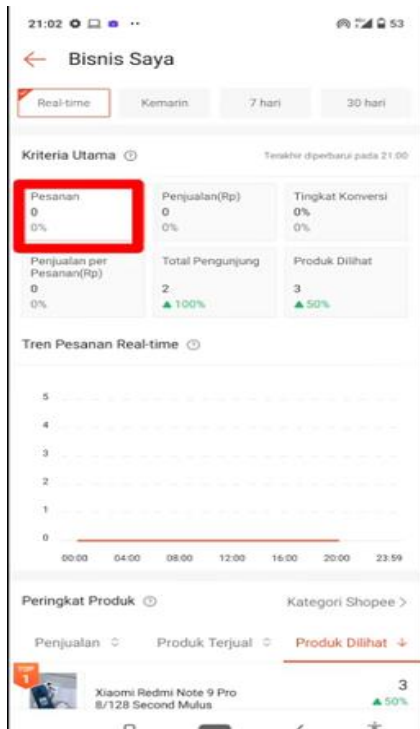 21:02
53
Bisnis Saya
Real-time Kemarin 7 hari 30 hari
Kriteria Utama
Terakhir diperbarui pada 21:00
Pesanan
0
0%
Penjualan(Rp)
0
0%
Tingkat Konversi
0%
0%
Penjualan per
Pesanan(Rp)
0
0%
Total Pengunjung
2
▲ 100%
Produk Dilihat
3
▲ 50%
Tren Pesanan Real-time
5
4
3
2
1
0
00:00 04:00 08:00 12:00 16:00 20:00 23:59
Peringkat Produk
Kategori Shopee >
Penjualan Produk Terjual Produk Dilihat
TOP
1
Xiaomi Redmi Note 9 Pro
8/128 Second Mulus
3
▲ 50%